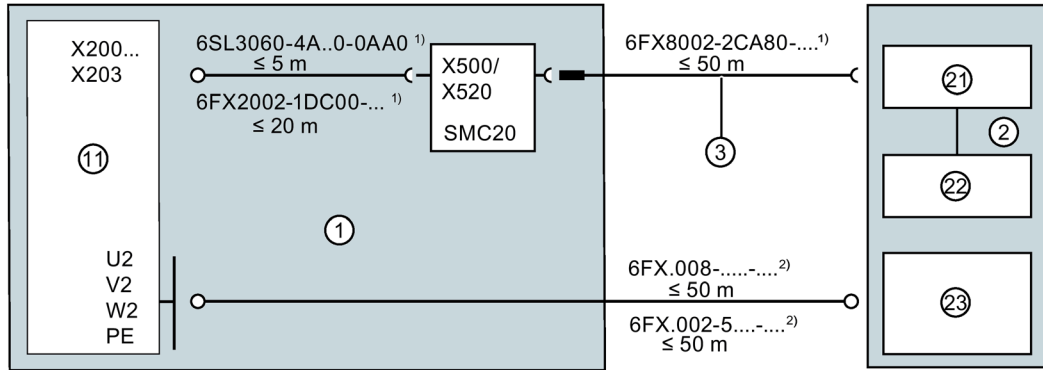 X200...
X203
11
U2
V2
W2
PE
6SL3060-4A..0-0AA0 1)
≤ 5 m
6FX2002-1DC00-... 1)
≤ 20 m
X500/
X520
SMC20
1
6FX8002-2CA80-....1)
≤ 50 m
3
6FX.008-.....-....2)
≤ 50 m
6FX.002-5....-....2)
≤ 50 m
21
2
22
23